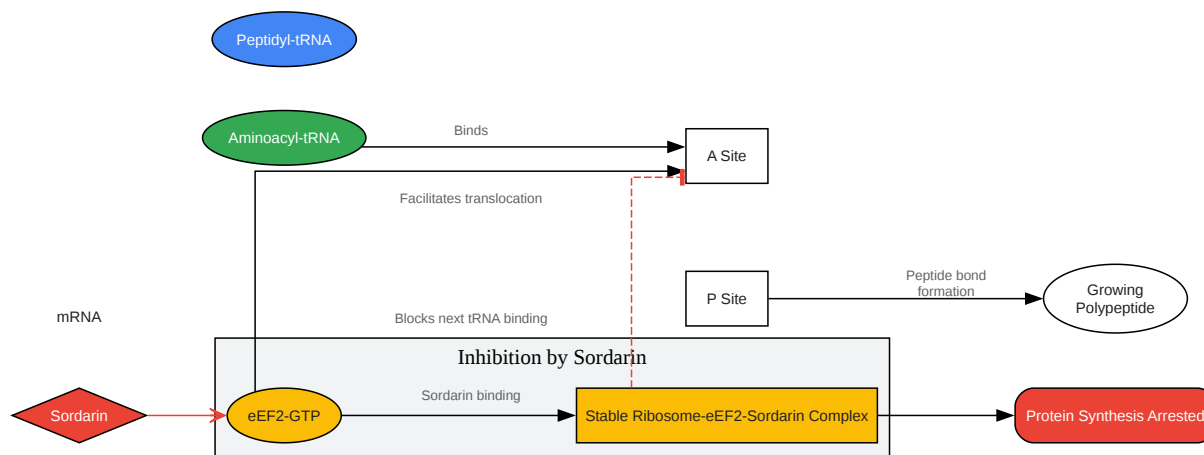 Peptidyl-tRNA
Aminoacyl-tRNA
Binds
A Site
Facilitates translocation
P Site
Peptide bond
formation
Growing
Polypeptide
mRNA
Blocks next tRNA binding
Inhibition by Sordarin
Sordarin
eEF2-GTP
Sordarin binding
Stable Ribosome-eEF2-Sordarin Complex
Protein Synthesis Arrested